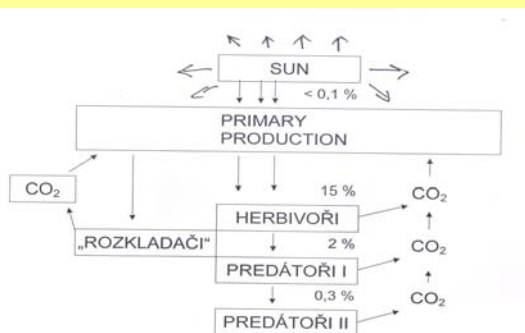 SUN
< 0,1 %
PRIMARY
PRODUCTION
15 %
CO₂
CO₂
HERBIVOŘI
„ROZKLADAČI“
2 %
CO₂
PREDÁTOŘI I
0,3 %
CO₂
PREDÁTOŘI II